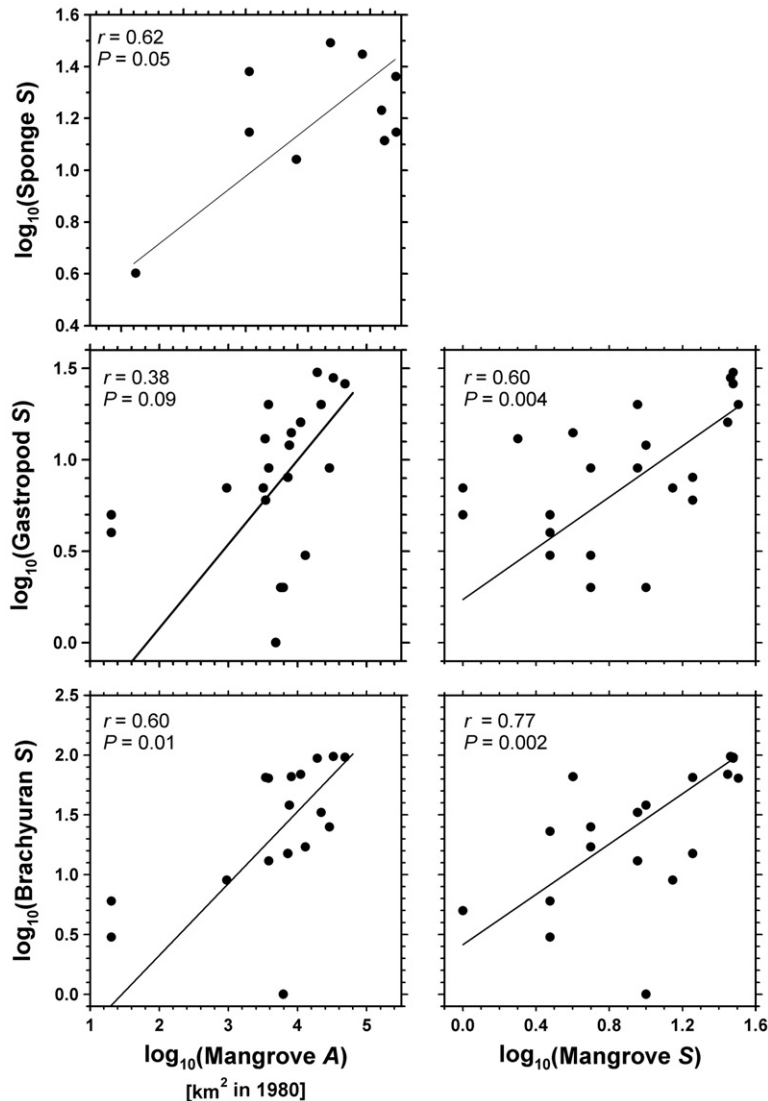 r = 0.62
P = 0.05
log₁₀(Sponge S)
1.6
1.4
1.2
1.0
0.8
0.6
0.4
r = 0.38
P = 0.09
log₁₀(Gastropod S)
1.5
1.0
0.5
0.0
r = 0.60
P = 0.004
r = 0.60
P = 0.01
log₁₀(Brachyuran S)
2.5
2.0
1.5
1.0
0.5
0.0
1 2 3 4 5
log₁₀(Mangrove A)
[km² in 1980]
r = 0.77
P = 0.002
0.0 0.4 0.8 1.2 1.6
log₁₀(Mangrove S)